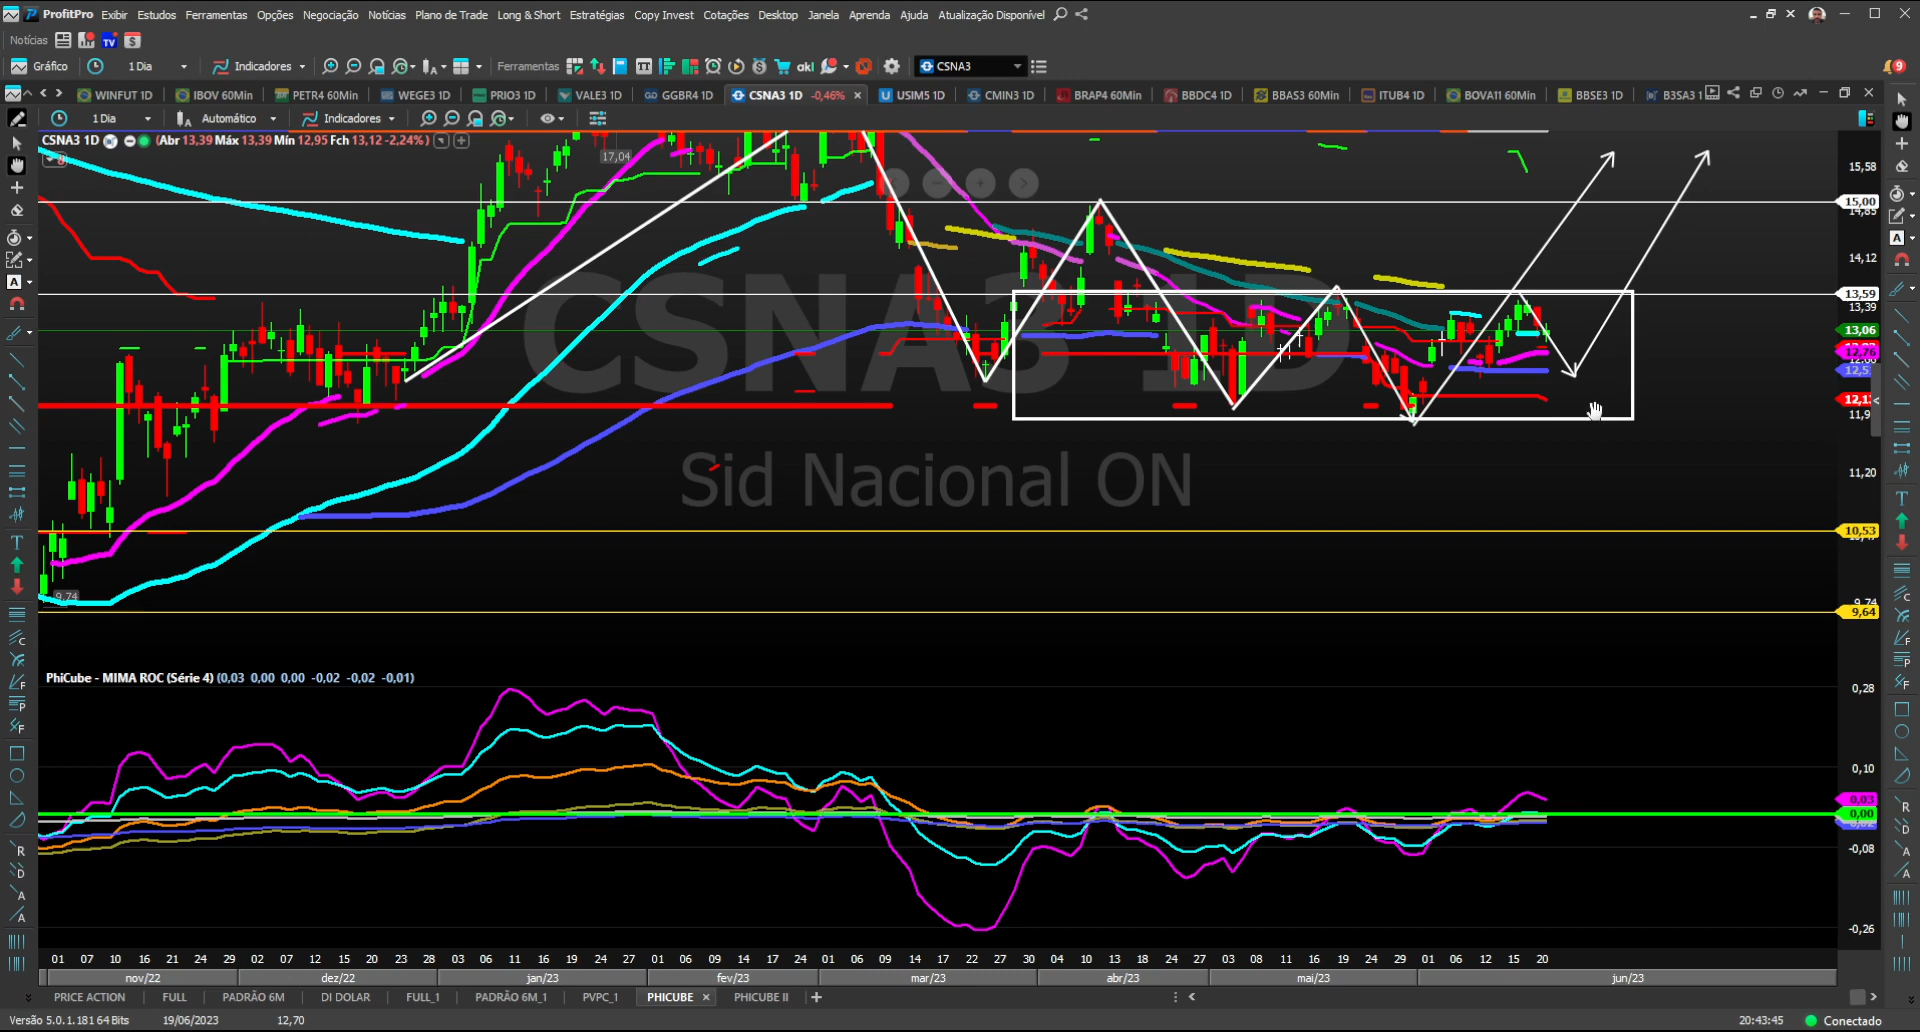 ProfitPro Exibir Estudos Ferramentas Opções Negociação Notícias Plano de Trade Long & Short Estratégias Copy Invest Cotações Desktop Janela Aprenda Ajuda Atualização Disponível
Notícias
Gráfico 1 Dia Indicadores Ferramentas akl CSNA3 9
WINFUT 1D IBOV 60Min PETR4 60Min WEGE3 1D PRIO3 1D VALE3 1D GGBR4 1D CSNA3 1D -0,46% USIM5 1D CMIN3 1D BRAP4 60Min BBDC4 1D BBAS3 60Min ITUB4 1D BOVA11 60Min BBSE3 1D B3SA3 1
1 Dia Automático Indicadores
CSNA3 1D (Abr 13,39 Máx 13,39 Mín 12,95 Fch 13,12 -2,24%)
17,04
15,58
15,00
14,85
14,12
13,59
13,39
13,06
12,76
11,20
10,53
9,74
9,64
9,74
CSNA3 1D
Sid Nacional ON
PhiCube - MIMA ROC (Série 4) (0,03 0,00 0,00 -0,02 -0,02 -0,01)
0,28
0,10
0,03
0,00
-0,08
-0,26
01 07 10 16 21 24 29 02 07 12 15 20 23 29 03 06 11 16 19 24 27 01 06 09 14 17 24 01 06 09 14 17 22 27 30 04 10 13 18 24 27 03 08 11 16 19 24 29 01 06 12 15 20
nov/22 dez/22 jan/23 fev/23 mar/23 abr/23 mai/23 jun/23
PRICE ACTION FULL PADRÃO 6M DI DOLAR FULL_1 PADRÃO 6M_1 PVPC_1 PHICUBE PHICUBE II
Versão 5.0.1.181 64 Bits 19/06/2023 12,70 20:43:45 Conectado